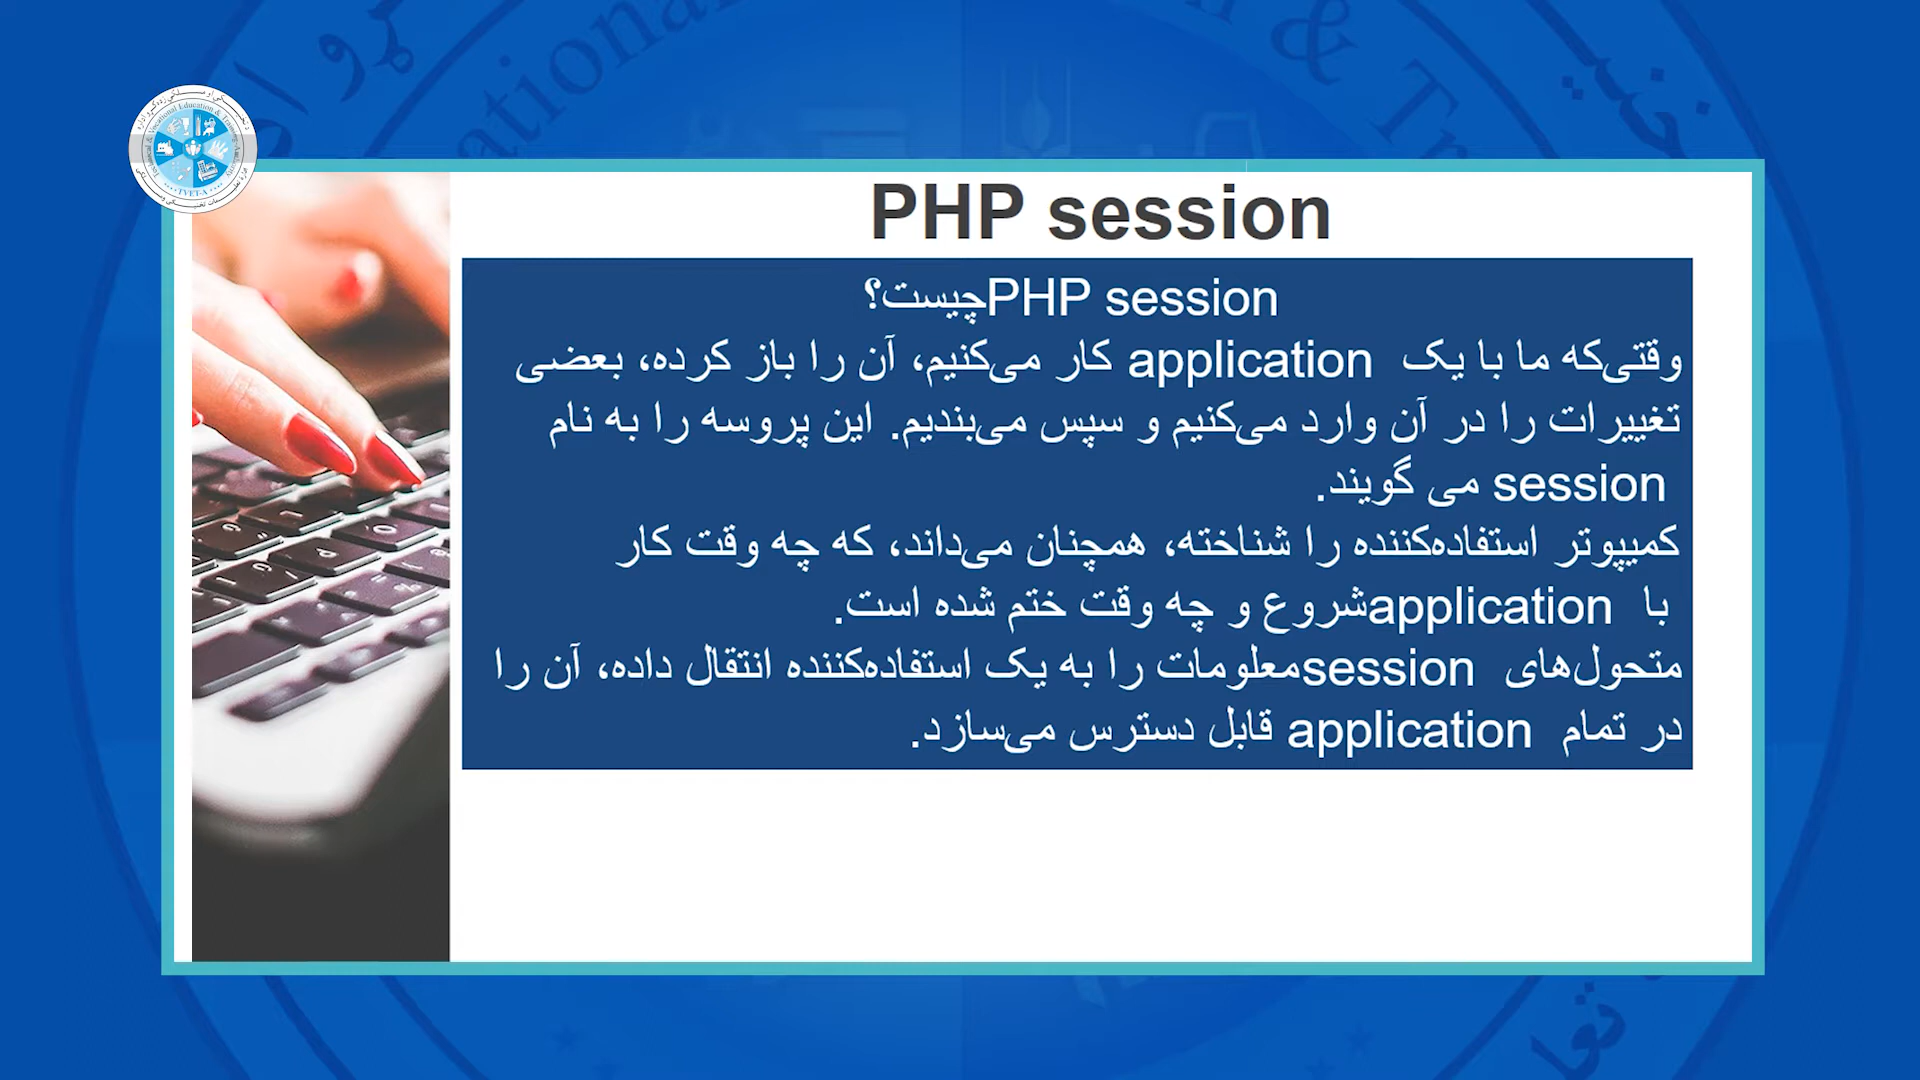 PHP session
PHP sessionچیست؟
وقتی‌که ما با یک application کار می‌کنیم، آن را باز کرده، بعضی
تغییرات را در آن وارد می‌کنیم و سپس می‌بندیم. این پروسه را به نام
session می گویند.
کمیپوتر استفاده‌کننده را شناخته، همچنان می‌داند، که چه وقت کار
با applicationشروع و چه وقت ختم شده است.
متحول‌های sessionمعلومات را به یک استفاده‌کننده انتقال داده، آن را
در تمام application قابل دسترس می‌سازد.